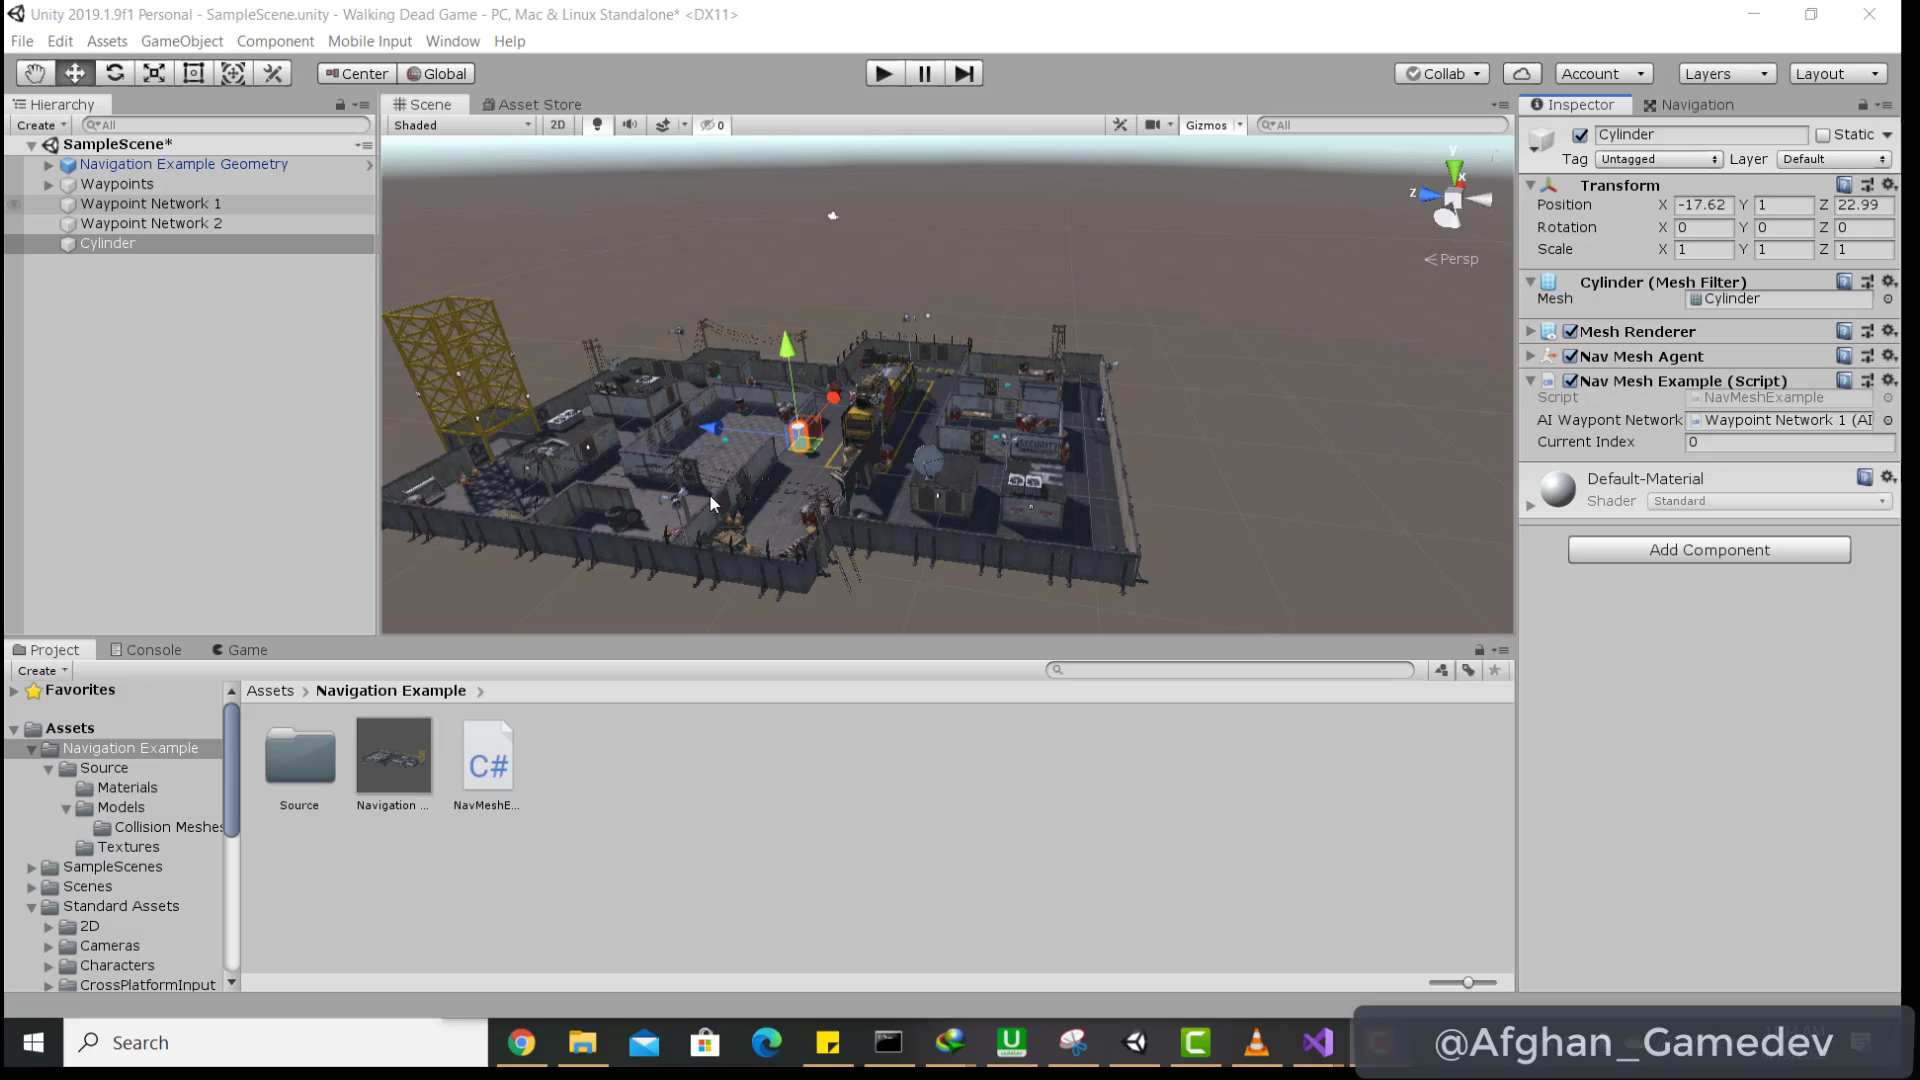 Unity 2019.1.9f1 Personal - SampleScene.unity - Walking Dead Game - PC, Mac & Linux Standalone* <DX11>
File Edit Assets GameObject Component Mobile Input Window Help
Center Global Collab Account Layers Layout
Hierarchy
Create All
SampleScene*
Navigation Example Geometry
Waypoints
Waypoint Network 1
Waypoint Network 2
Cylinder
Scene Asset Store
Shaded 2D 0 Gizmos All
y
x
z
Persp
SECURITY
Inspector Navigation
Cylinder Static
Tag Untagged Layer Default
Transform
Position X -17.62 Y 1 Z 22.99
Rotation X 0 Y 0 Z 0
Scale X 1 Y 1 Z 1
Cylinder (Mesh Filter)
Mesh Cylinder
Mesh Renderer
Nav Mesh Agent
Nav Mesh Example (Script)
Script NavMeshExample
AI Waypont Network Waypoint Network 1 (AI
Current Index 0
Default-Material
Shader Standard
Add Component
Project Console Game
Create
Favorites
Assets
Navigation Example
Source
Materials
Models
Collision Meshes
Textures
SampleScenes
Scenes
Standard Assets
2D
Cameras
Characters
CrossPlatformInput
Assets Navigation Example
C#
Source Navigation ... NavMeshE...
Search
@Afghan_Gamedev